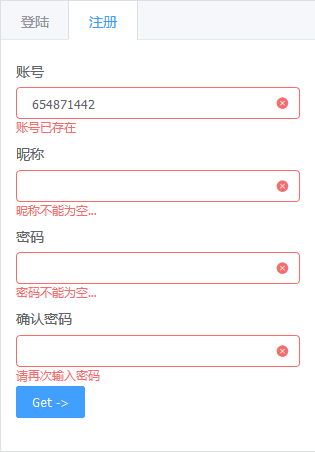 登陆
注册
账号
654871442
账号已存在
昵称
昵称不能为空...
密码
密码不能为空...
确认密码
请再次输入密码
Get ->